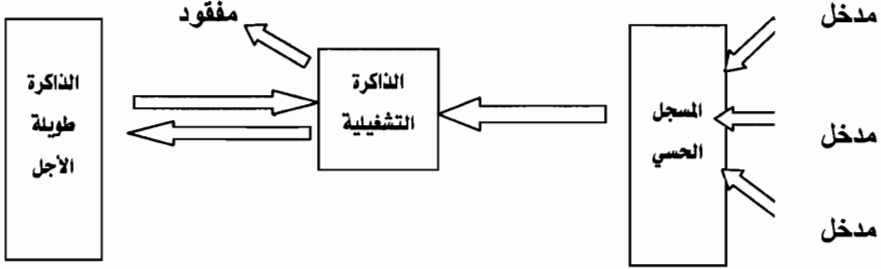 مدخل
مدخل
مدخل
المسجل
الحسي
مفقود
الذاكرة
التشغيلية
الذاكرة
طويلة
الأجل